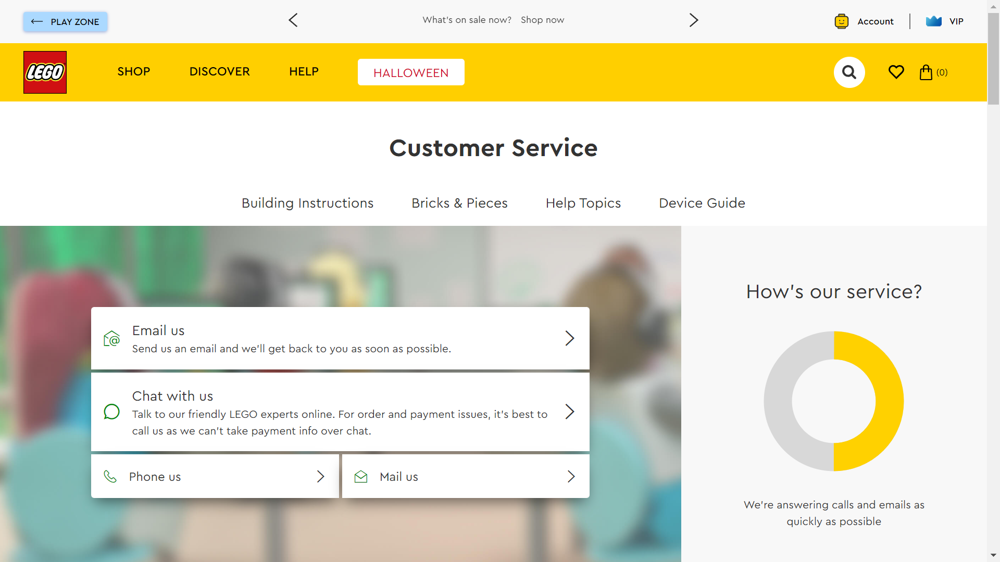 PLAY ZONE
What's on sale now? Shop now
Account
VIP
LEGO
SHOP
DISCOVER
HELP
HALLOWEEN
(0)
Customer Service
Building Instructions
Bricks & Pieces
Help Topics
Device Guide
Email us
Send us an email and we'll get back to you as soon as possible.
Chat with us
Talk to our friendly LEGO experts online. For order and payment issues, it's best to
call us as we can't take payment info over chat.
Phone us
Mail us
How's our service?
We're answering calls and emails as
quickly as possible